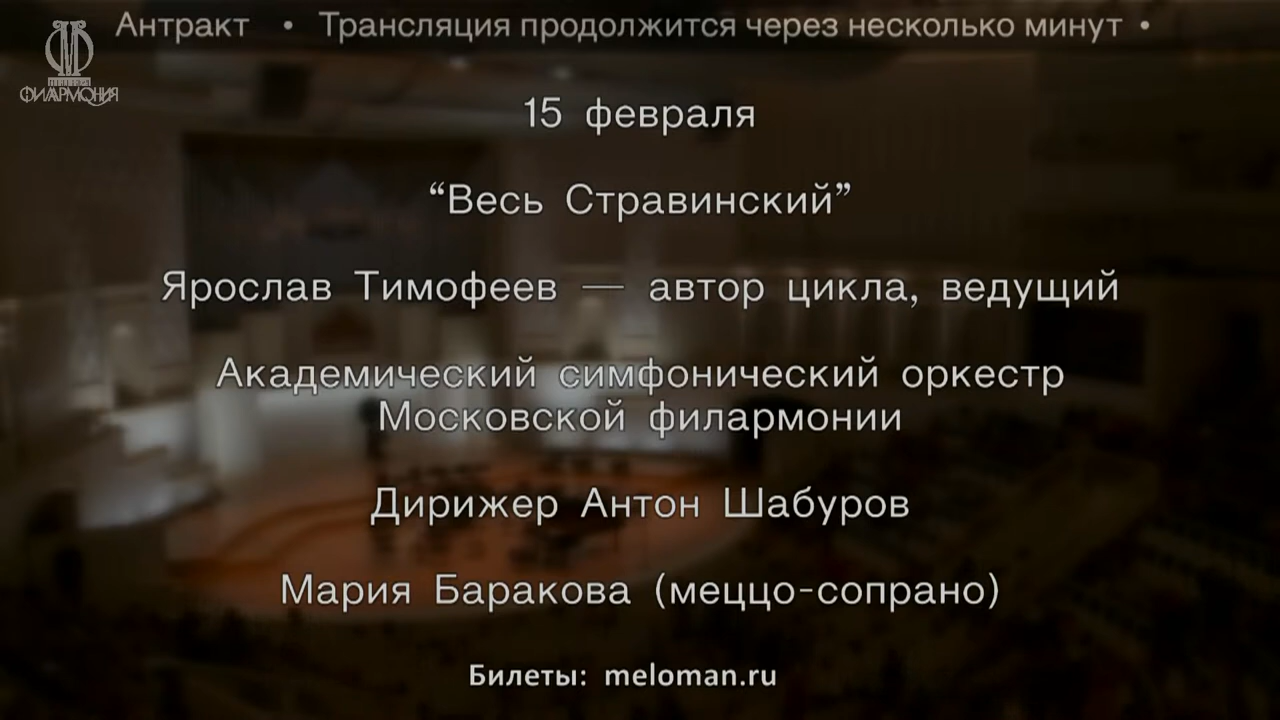 Антракт • Трансляция продолжится через несколько минут •
ФИЛАРМОНИЯ
15 февраля
“Весь Стравинский”
Ярослав Тимофеев — автор цикла, ведущий
Академический симфонический оркестр
Московской филармонии
Дирижер Антон Шабуров
Мария Баракова (меццо-сопрано)
Билеты: meloman.ru